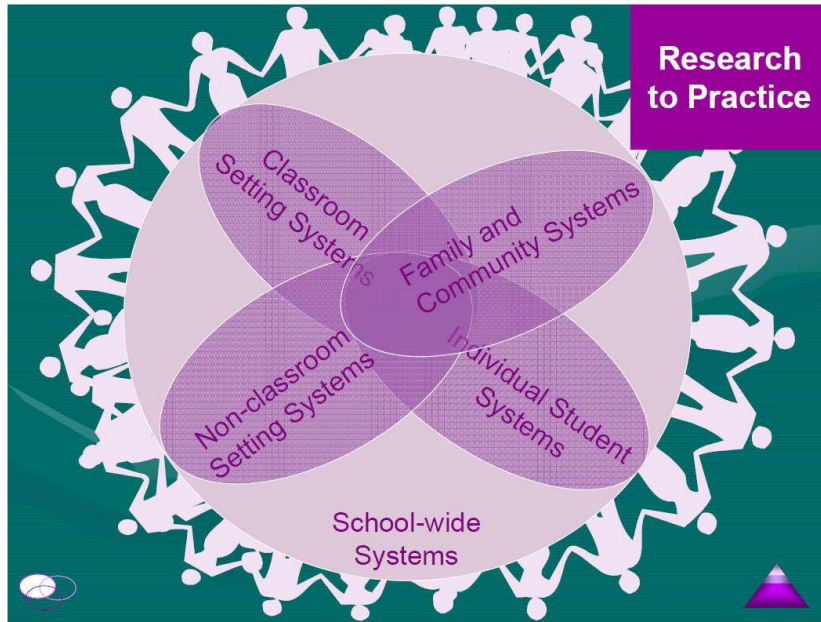 Research
to Practice
Classroom
Setting Systems
Family and
Community Systems
Non-classroom
Setting Systems
Individual Student
Systems
School-wide
Systems